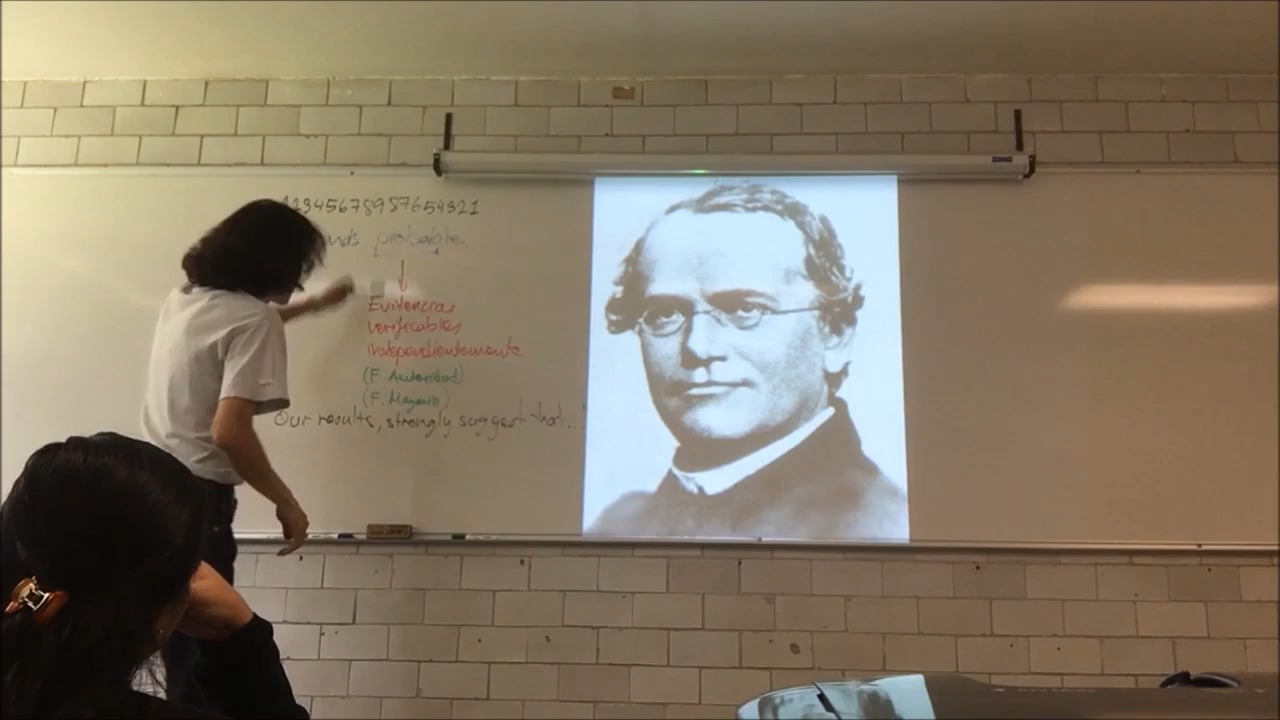 12345678987654321
probable
Evidencias
verificables
independientemente
(F. Autoridad)
(F. Mayoría)
Our results, strongly suggest that...